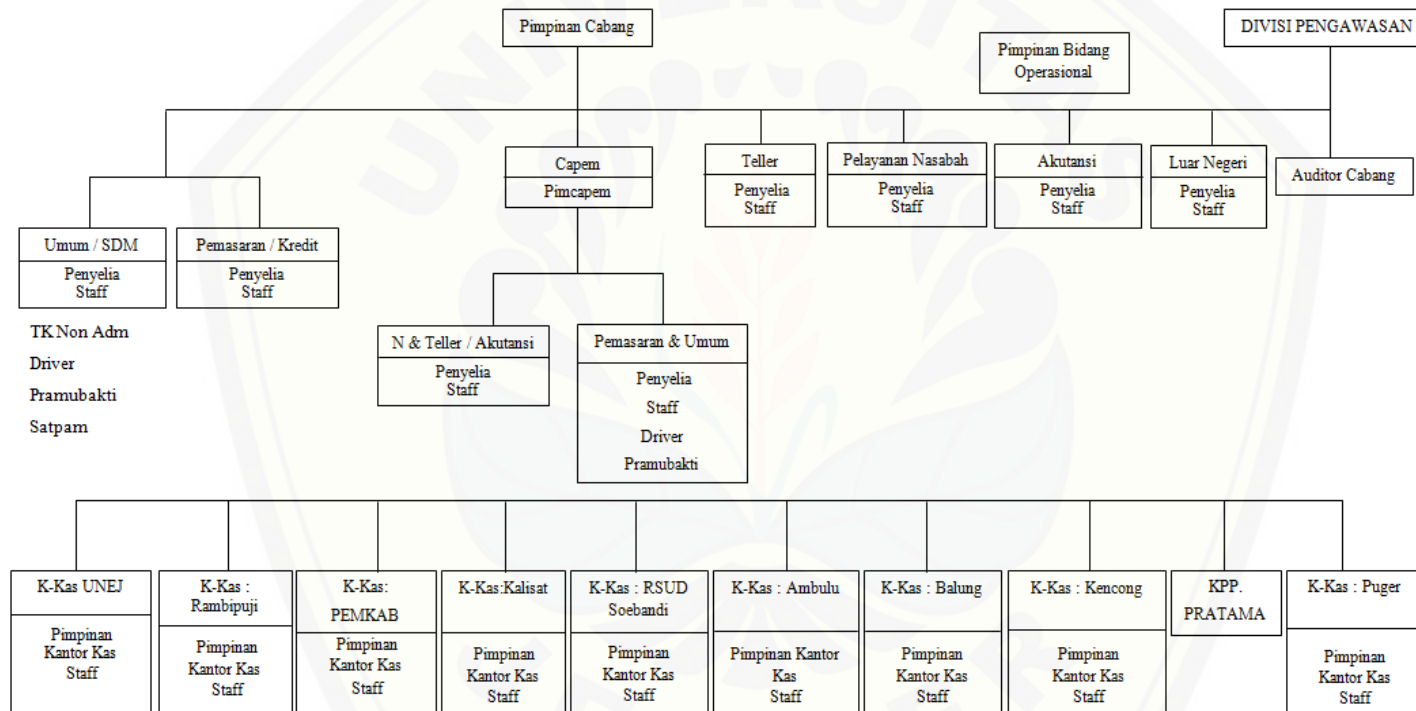 Pimpinan Cabang
Pimpinan Bidang
Operasional
DIVISI PENGAWASAN
Capem
Pimcapem
Teller
Penyelia
Staff
Pelayanan Nasabah
Penyelia
Staff
Akutansi
Penyelia
Staff
Luar Negeri
Penyelia
Staff
Auditor Cabang
Umum / SDM
Penyelia
Staff
TK Non Adm
Driver
Pramubakti
Satpam
Pemasaran / Kredit
Penyelia
Staff
N & Teller / Akutansi
Penyelia
Staff
Pemasaran & Umum
Penyelia
Staff
Driver
Pramubakti
K-Kas UNEJ
Pimpinan
Kantor Kas
Staff
K-Kas :
Rambipuji
Pimpinan
Kantor Kas
Staff
K-Kas:
PEMKAB
Pimpinan
Kantor Kas
Staff
K-Kas:Kalisat
Pimpinan
Kantor Kas
Staff
K-Kas : RSUD
Soebandi
Pimpinan
Kantor Kas
Staff
K-Kas : Ambulu
Pimpinan Kantor
Kas
Staff
K-Kas : Balung
Pimpinan
Kantor Kas
Staff
K-Kas : Kencong
Pimpinan
Kantor Kas
Staff
KPP.
PRATAMA
K-Kas : Puger
Pimpinan
Kantor Kas
Staff
UNIVERSITAS